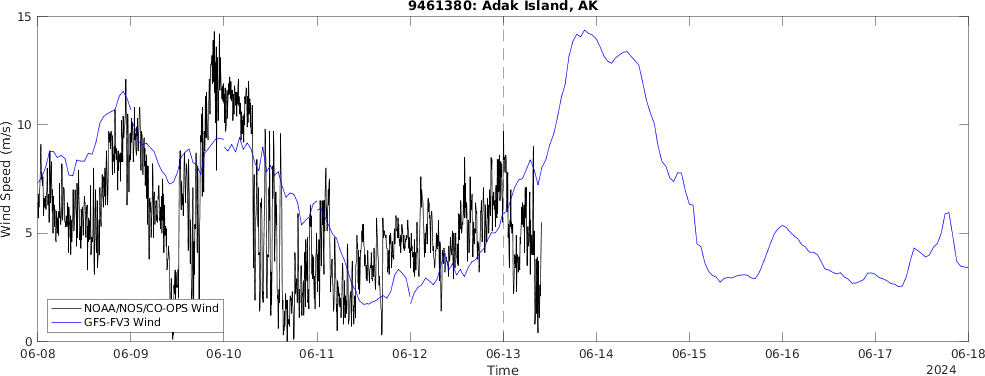 9461380: Adak Island, AK
Wind Speed (m/s)
15
10
5
0
NOAA/NOS/CO-OPS Wind
GFS-FV3 Wind
06-08 06-09 06-10 06-11 06-12 06-13 06-14 06-15 06-16 06-17 06-18
Time
2024